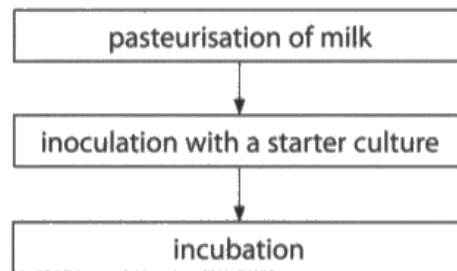 pasteurisation of milk
inoculation with a starter culture
incubation